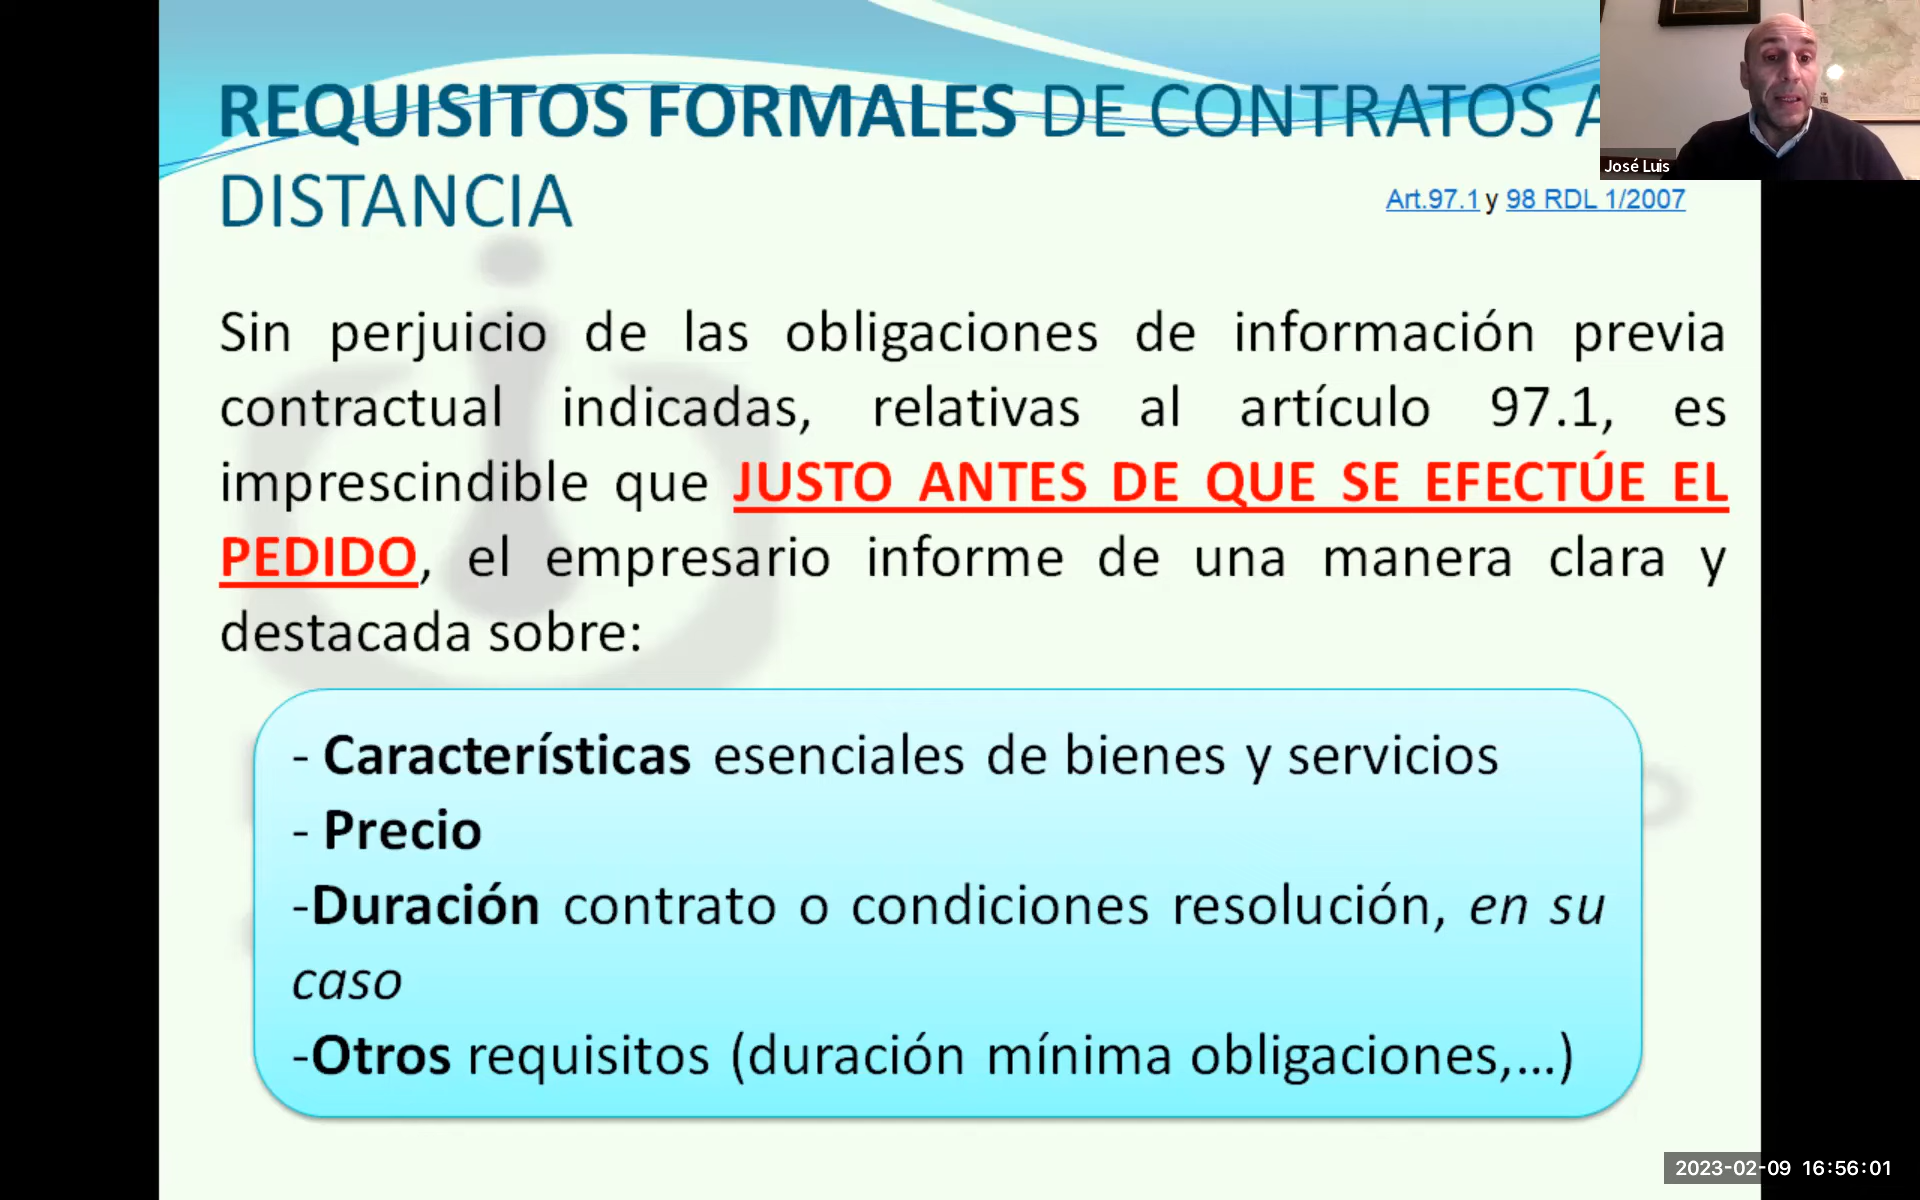 REQUISITOS FORMALES DE CONTRATOS A
DISTANCIA
Art.97.1 y 98 RDL 1/2007
José Luis
Sin perjuicio de las obligaciones de información previa
contractual indicadas, relativas al artículo 97.1, es
imprescindible que JUSTO ANTES DE QUE SE EFECTÚE EL
PEDIDO, el empresario informe de una manera clara y
destacada sobre:
- Características esenciales de bienes y servicios
- Precio
-Duración contrato o condiciones resolución, en su
caso
-Otros requisitos (duración mínima obligaciones,...)
2023-02-09 16:56:01